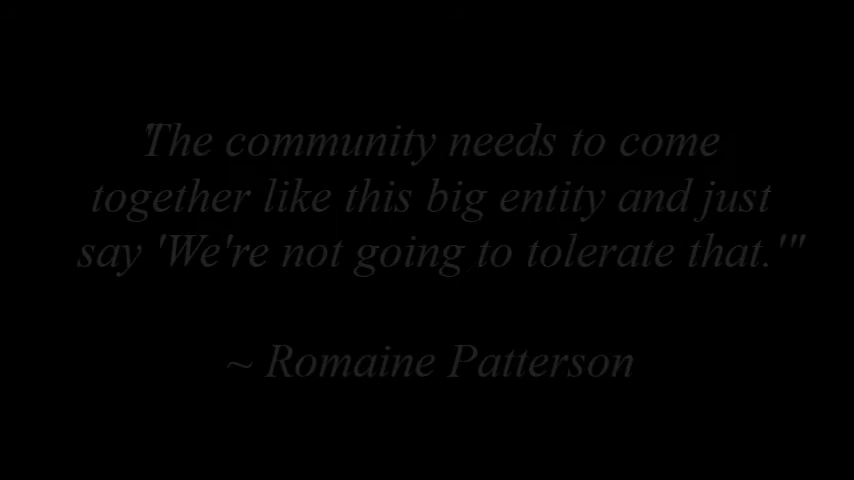 "The community needs to come
together like this big entity and just
say 'We're not going to tolerate that.'"
~ Romaine Patterson